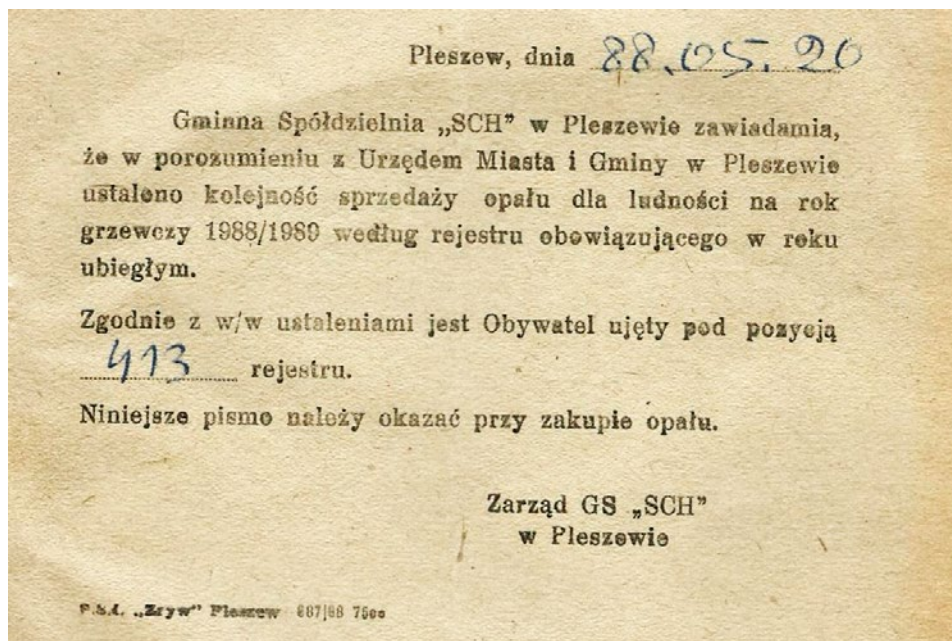 Pleszew, dnia 88.05.20
Gminna Spółdzielnia „SCH” w Pleszewie zawiadamia,
że w porozumieniu z Urzędem Miasta i Gminy w Pleszewie
ustalono kolejność sprzedaży opału dla ludności na rok
grzewczy 1988/1989 według rejestru obowiązującego w roku
ubiegłym.
Zgodnie z w/w ustaleniami jest Obywatel ujęty pod pozycją
413 rejestru.
Niniejsze pismo należy okazać przy zakupie opału.
Zarząd GS „SCH”
w Pleszewie
„Zryw” Pleszew 687/88